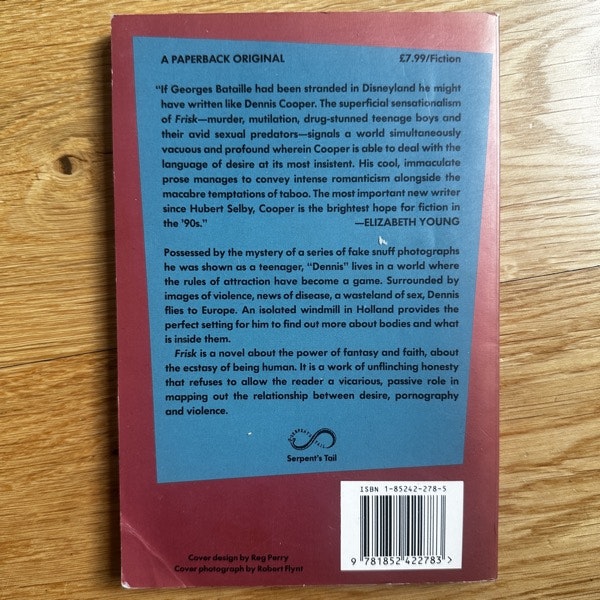 A PAPERBACK ORIGINAL £7.99/Fiction
"If Georges Bataille had been stranded in Disneyland he might
have written like Dennis Cooper. The superficial sensationalism
of Frisk—murder, mutilation, drug-stunned teenage boys and
their avid sexual predators—signals a world simultaneously
vacuous and profound wherein Cooper is able to deal with the
language of desire at its most insistent. His cool, immaculate
prose manages to convey intense romanticism alongside the
macabre temptations of taboo. The most important new writer
since Hubert Selby, Cooper is the brightest hope for fiction in
the '90s." —ELIZABETH YOUNG
Possessed by the mystery of a series of fake snuff photographs
he was shown as a teenager, "Dennis" lives in a world where
the rules of attraction have become a game. Surrounded by
images of violence, news of disease, a wasteland of sex, Dennis
flies to Europe. An isolated windmill in Holland provides the
perfect setting for him to find out more about bodies and what
is inside them.
Frisk is a novel about the power of fantasy and faith, about
the ecstasy of being human. It is a work of unflinching honesty
that refuses to allow the reader a vicarious, passive role in
mapping out the relationship between desire, pornography
and violence.
SERPENT'S TAIL
Serpent's Tail
ISBN 1-85242-278-5
9 781852 422783 >
Cover design by Reg Perry
Cover photograph by Robert Flynt